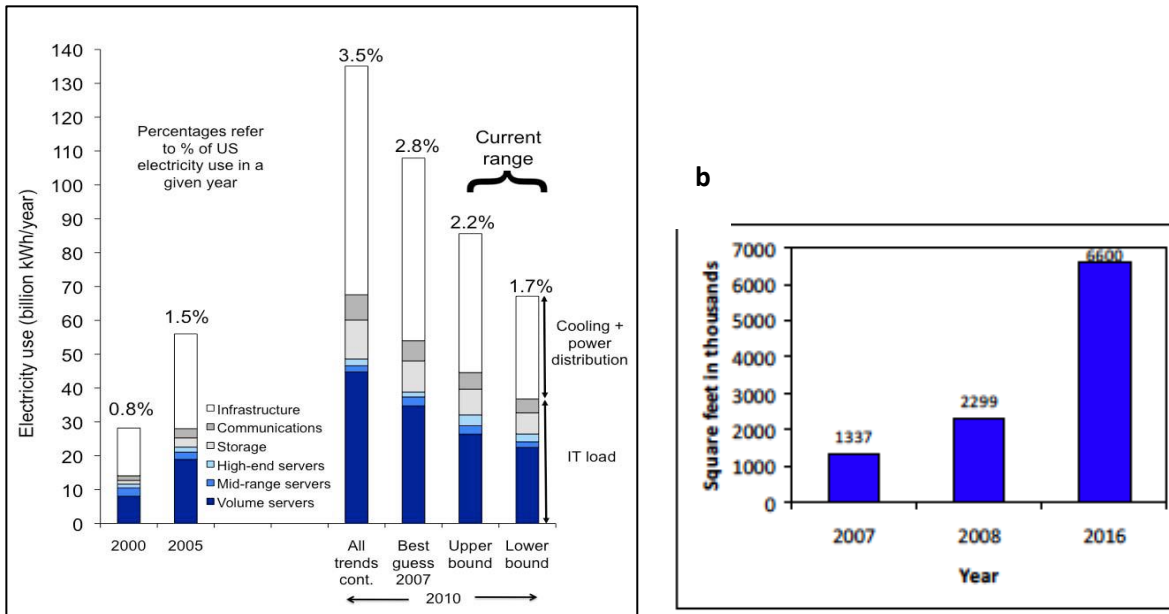 140
130
120
110
100
90
80
70
60
50
40
30
20
10
0
Electricity use (billion kWh/year)
Percentages refer
to % of US
electricity use in a
given year
0.8%
1.5%
3.5%
2.8%
2.2%
1.7%
Current
range
Cooling +
power
distribution
IT load
Infrastructure
Communications
Storage
High-end servers
Mid-range servers
Volume servers
2000
2005
All
trends
cont.
Best
guess
2007
Upper
bound
Lower
bound
2010
b
7000
6000
5000
4000
3000
2000
1000
0
Square feet in thousands
1337
2299
6600
2007
2008
2016
Year